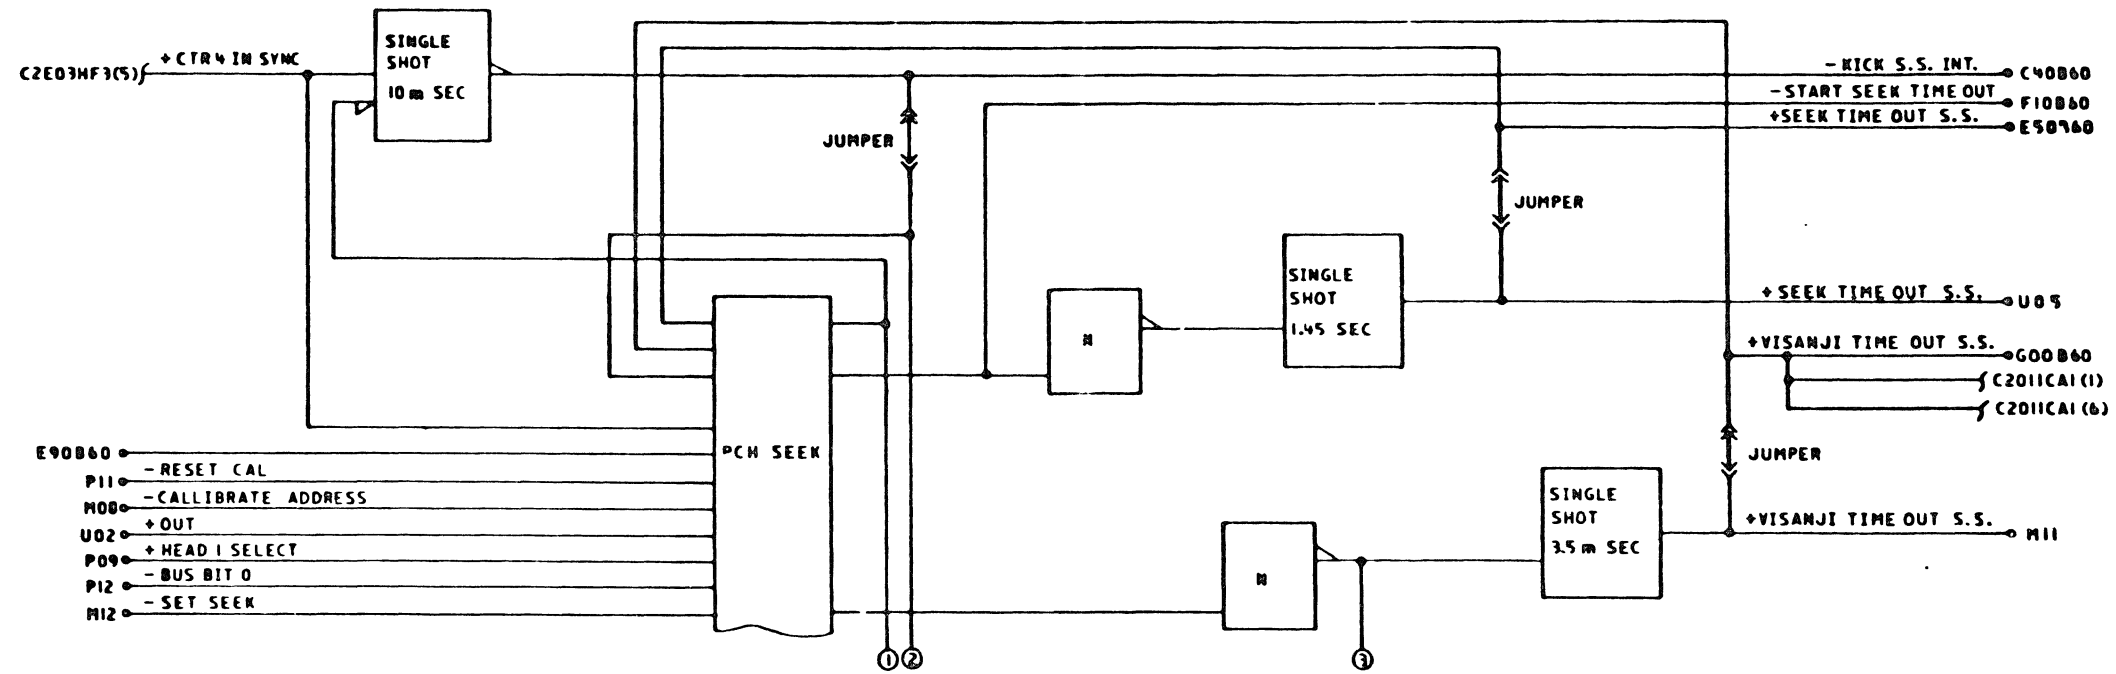 C2E03HF3(5)
+ CTR 4 IN SYNC
SINGLE
SHOT
10 m SEC
- KICK S.S. INT.
C40B60
- START SEEK TIME OUT
F10B60
+SEEK TIME OUT S.S.
JUMPER
JUMPER
SINGLE
SHOT
1.45 SEC
+ SEEK TIME OUT S.S.
N
+VISANJI TIME OUT S.S.
G00B60
C2011CA1(1)
C2011CA1(6)
PCH SEEK
E90B60
- RESET CAL
P11
- CALLIBRATE ADDRESS
M08
+ OUT
U02
+ HEAD 1 SELECT
P09
- BUS BIT 0
P12
- SET SEEK
M12
JUMPER
SINGLE
SHOT
3.5 m SEC
+VISANJI TIME OUT S.S.
M11
N
1
2
3